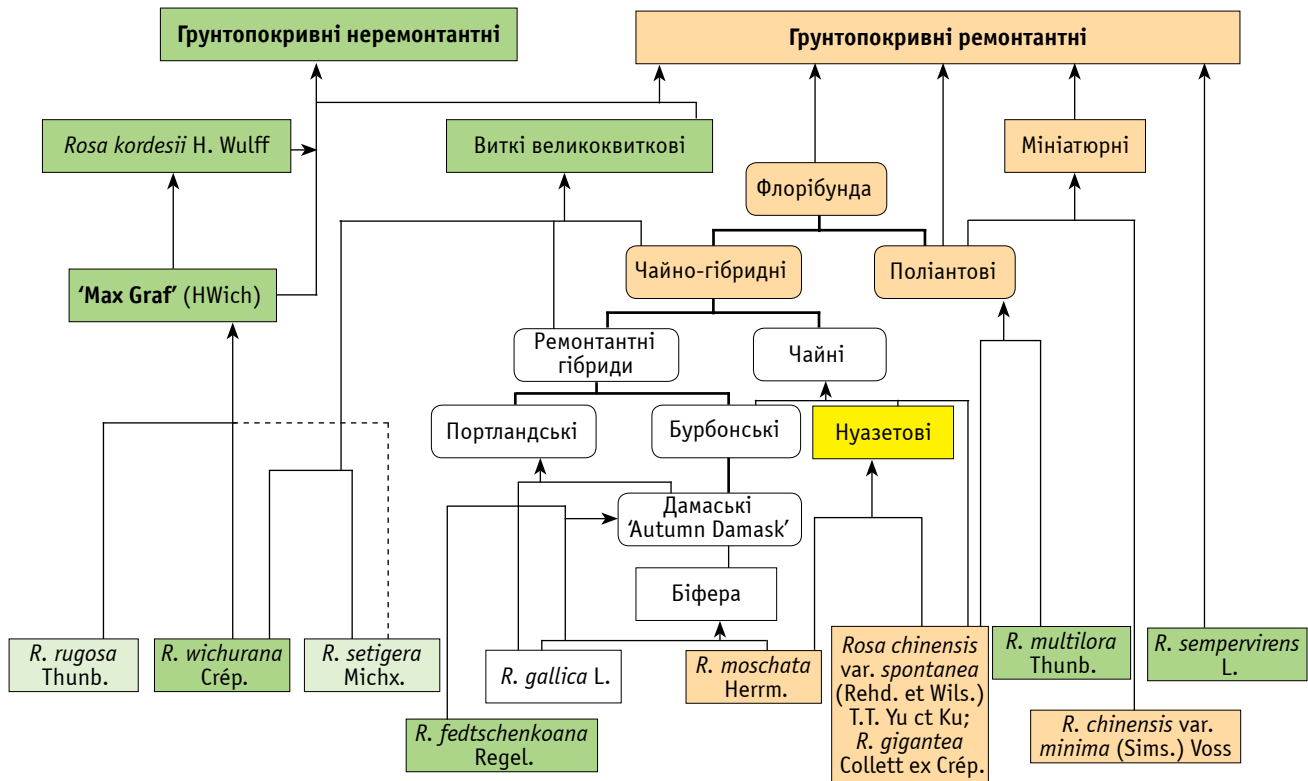 Грунтопокривні неремонтантні
Грунтопокривні ремонтантні
Rosa kordesii H. Wulff
Виткі великоквиткові
Мініатюрні
Флорібунда
'Max Graf' (HWich)
Чайно-гібридні
Поліантові
Ремонтантні
гібриди
Чайні
Портландські
Бурбонські
Нуазетові
Дамаські
'Autumn Damask'
Біфера
R. rugosa
Thunb.
R. wichurana
Crép.
R. setigera
Michx.
R. gallica L.
R. moschata
Herrm.
Rosa chinensis
var. spontanea
(Rehd. et Wils.)
T.T. Yu ct Ku;
R. gigantea
Collett ex Crép.
R. multilora
Thunb.
R. sempervirens
L.
R. fedtschenkoana
Regel.
R. chinensis var.
minima (Sims.) Voss